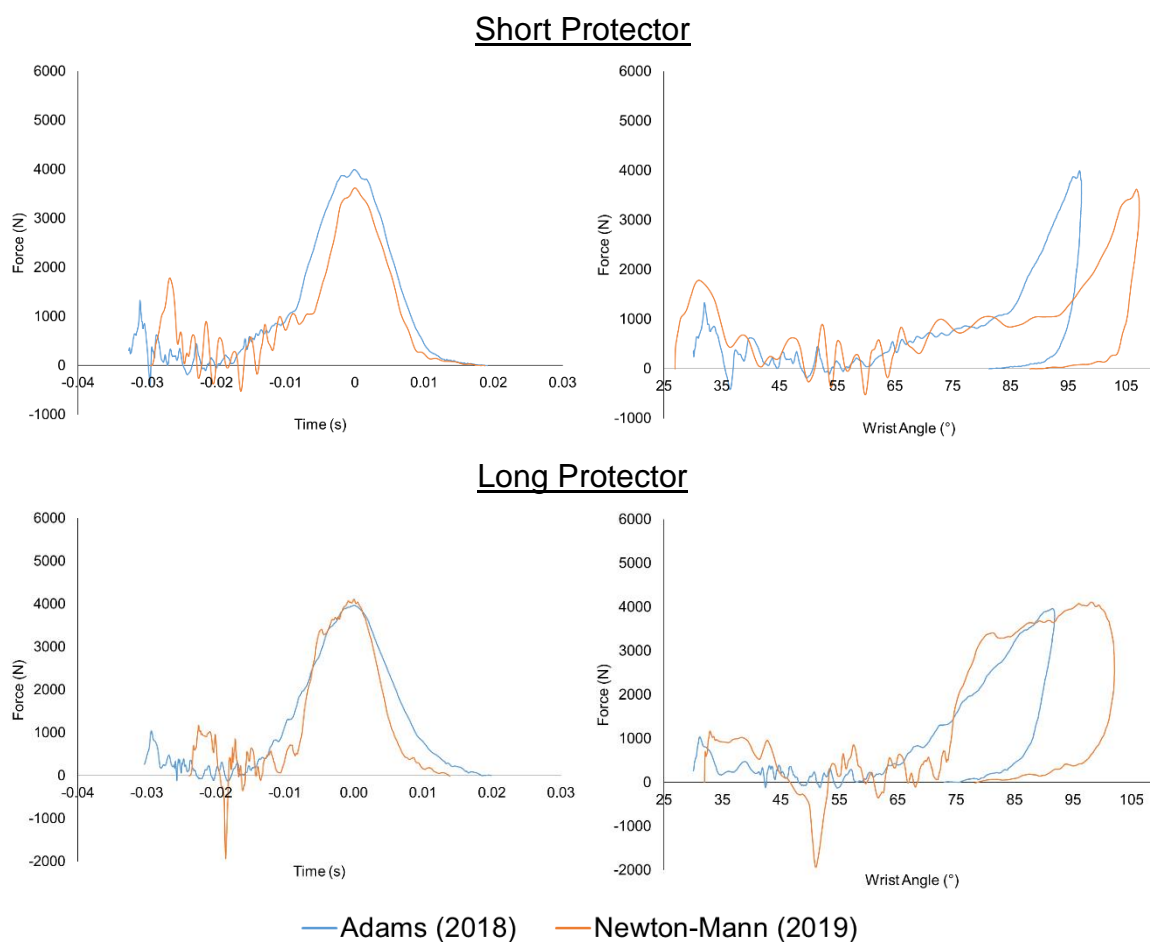 Short Protector
6000
5000
4000
3000
2000
1000
0
-1000
Force (N)
-0.04 -0.03 -0.02 -0.01 0 0.01 0.02 0.03
Time (s)
6000
5000
4000
3000
2000
1000
0
-1000
Force (N)
25 35 45 55 65 75 85 95 105
Wrist Angle (°)
Long Protector
6000
5000
4000
3000
2000
1000
0
-1000
-2000
Force (N)
-0.04 -0.03 -0.02 -0.01 0.00 0.01 0.02 0.03
Time (s)
6000
5000
4000
3000
2000
1000
0
-1000
-2000
Force (N)
25 35 45 55 65 75 85 95 105
Wrist Angle (°)
Adams (2018) Newton-Mann (2019)